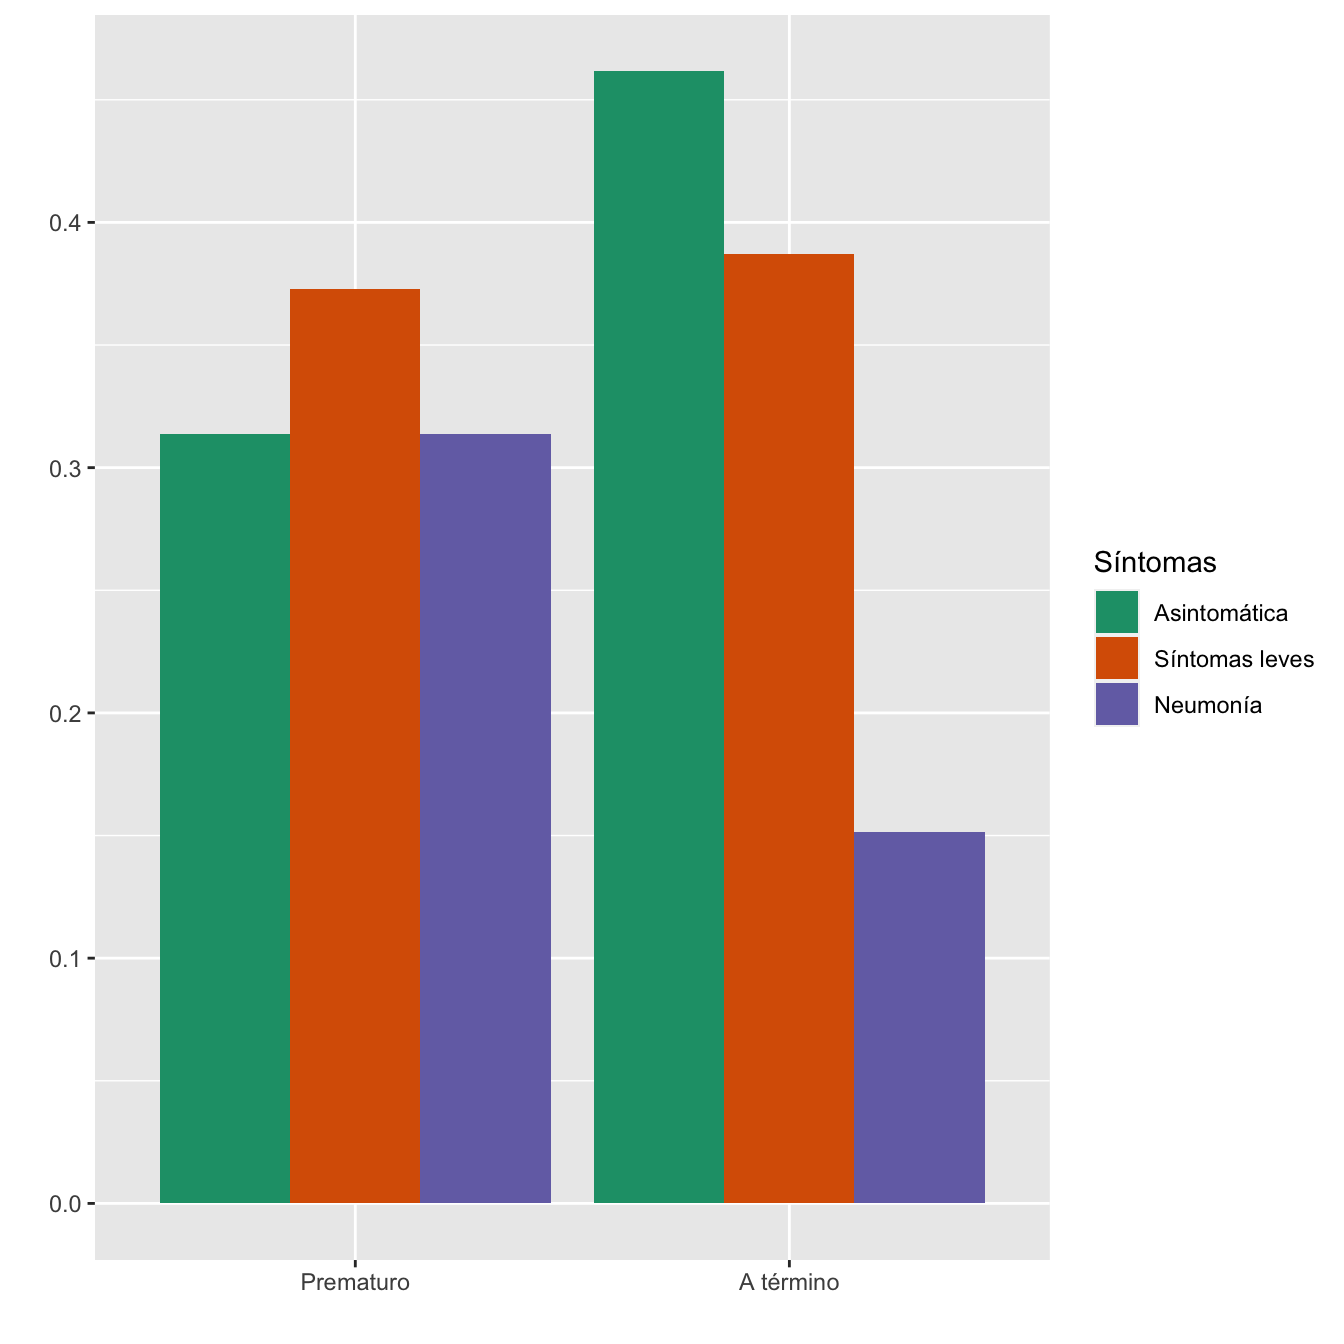 0.4
0.3
0.2
0.1
0.0
Prematuro
A término
Síntomas
Asintomática
Síntomas leves
Neumonía